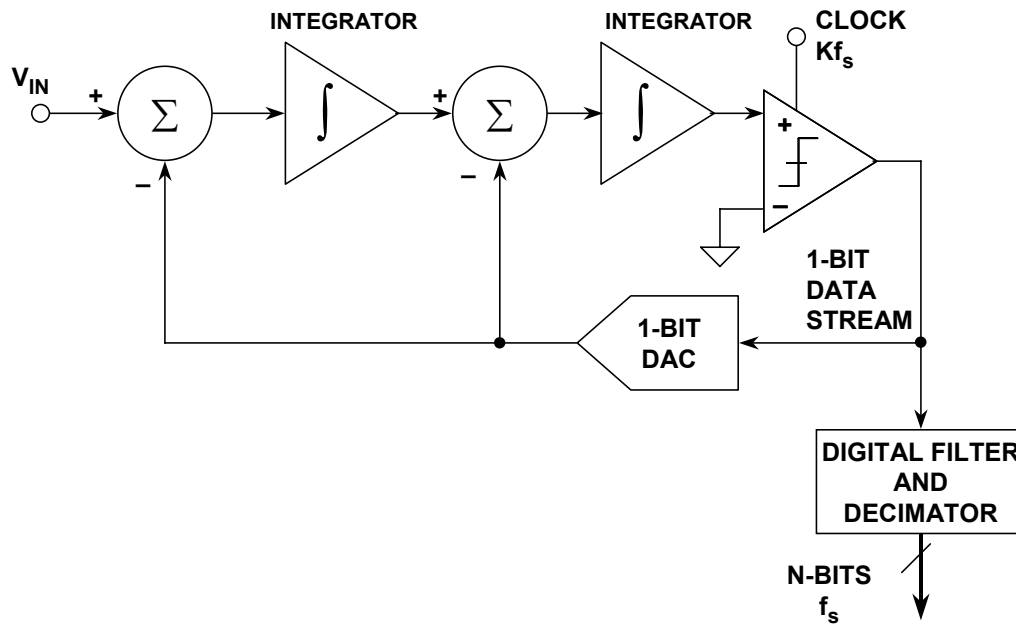 INTEGRATOR
INTEGRATOR
CLOCK
Kfs
VIN
+
Σ
−
∫
+
Σ
−
∫
+
−
1-BIT
DATA
STREAM
1-BIT
DAC
DIGITAL FILTER
AND
DECIMATOR
N-BITS
fs